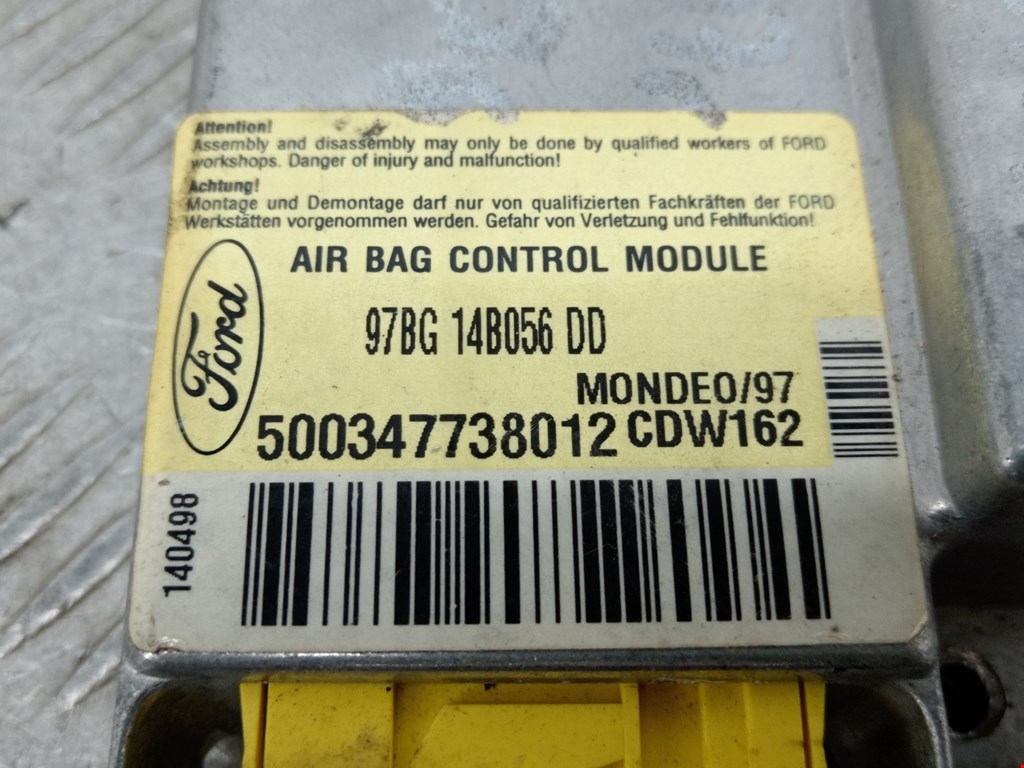 Attention!
Assembly and disassembly may only be done by qualified workers of FORD
workshops. Danger of injury and malfunction!
Achtung!
Montage und Demontage darf nur von qualifizierten Fachkräften der FORD
Werkstätten vorgenommen werden. Gefahr von Verletzung und Fehlfunktion!
Ford
AIR BAG CONTROL MODULE
97BG 14B056 DD
MONDEO/97
500347738012 CDW162
140498